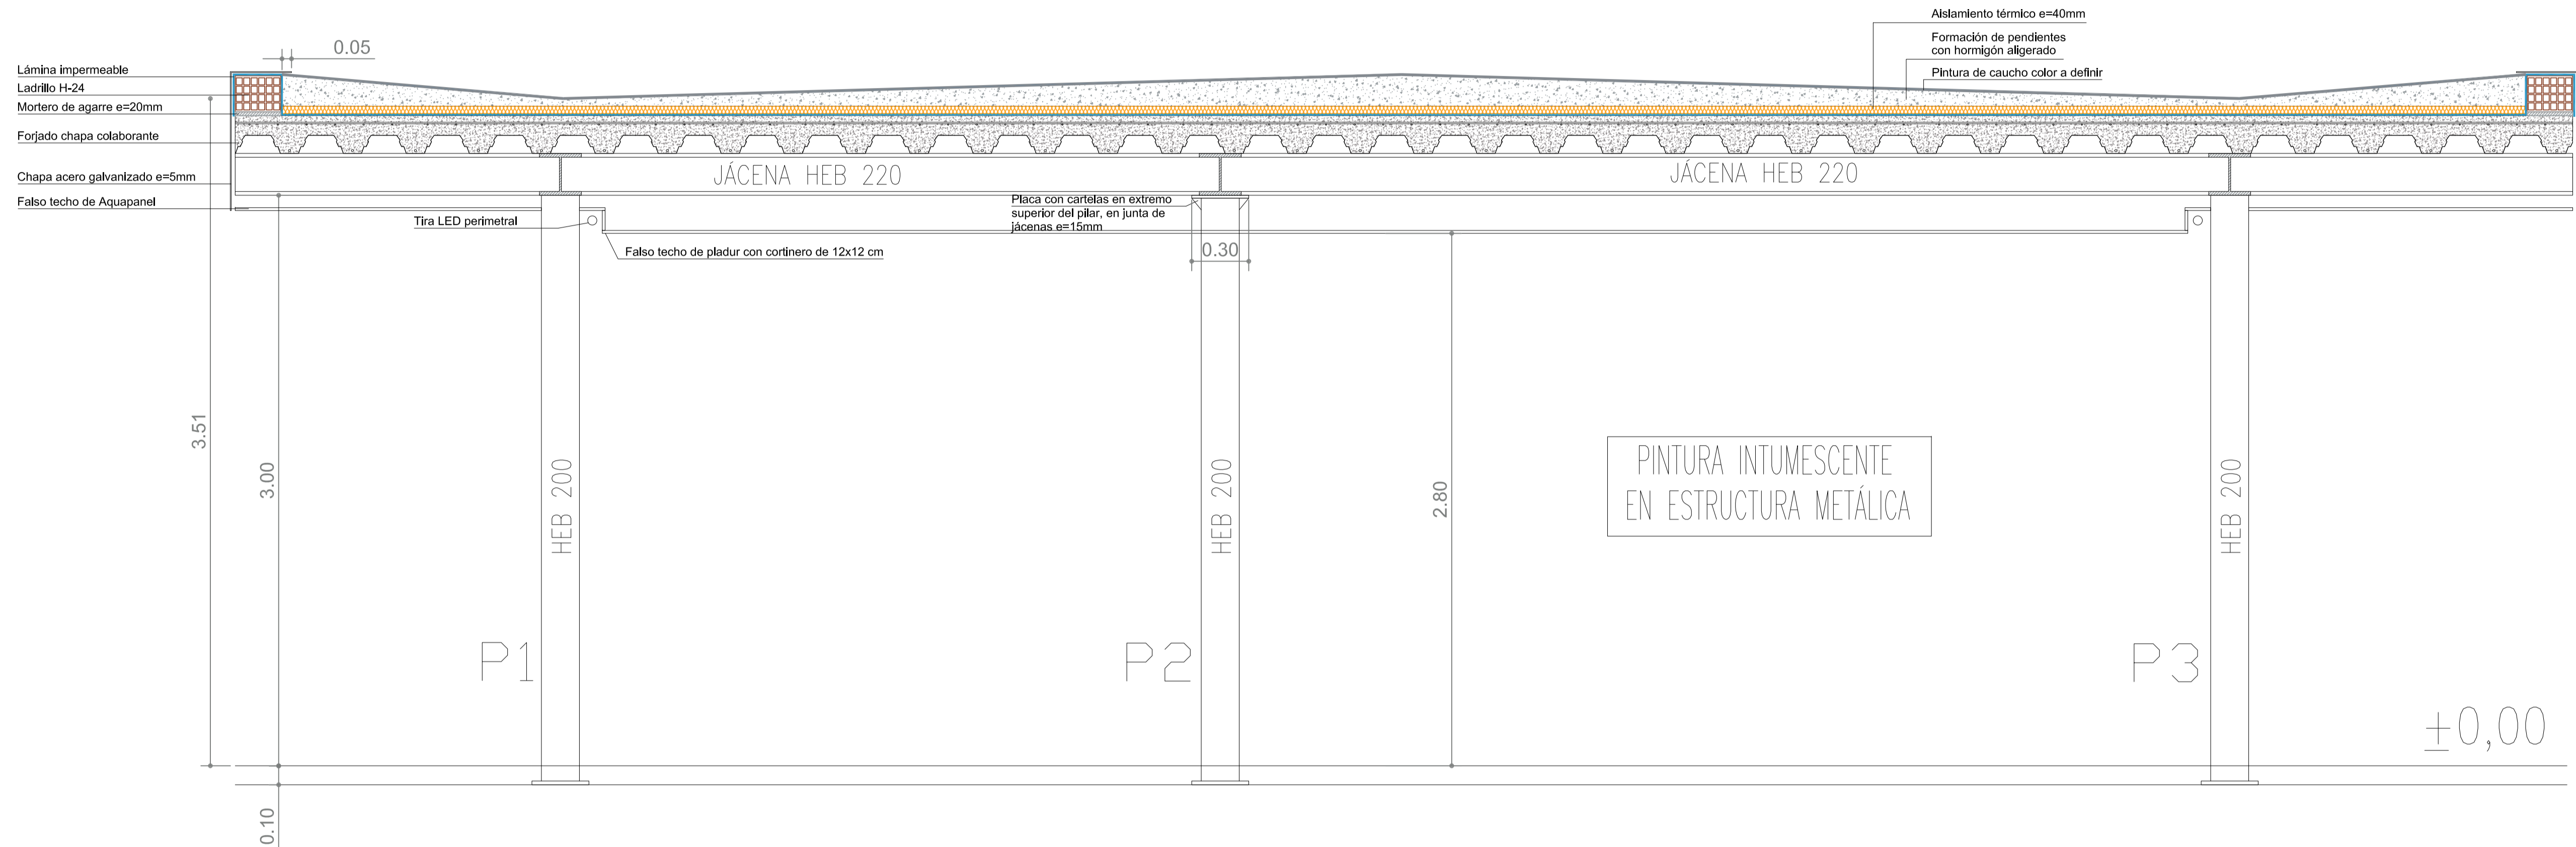 Aislamiento térmico e=40mm
Formación de pendientes
con hormigón aligerado
Pintura de caucho color a definir
0.05
Lámina impermeable
Ladrillo H-24
Mortero de agarre e=20mm
Forjado chapa colaborante
Chapa acero galvanizado e=5mm
Falso techo de Aquapanel
JÁCENA HEB 220
JÁCENA HEB 220
Tira LED perimetral
Placa con cartelas en extremo
superior del pilar, en junta de
jácenas e=15mm
Falso techo de pladur con cortinero de 12x12 cm
0.30
3.51
3.00
HEB 200
HEB 200
2.80
PINTURA INTUMESCENTE
EN ESTRUCTURA METÁLICA
HEB 200
P1
P2
P3
±0,00
0.10